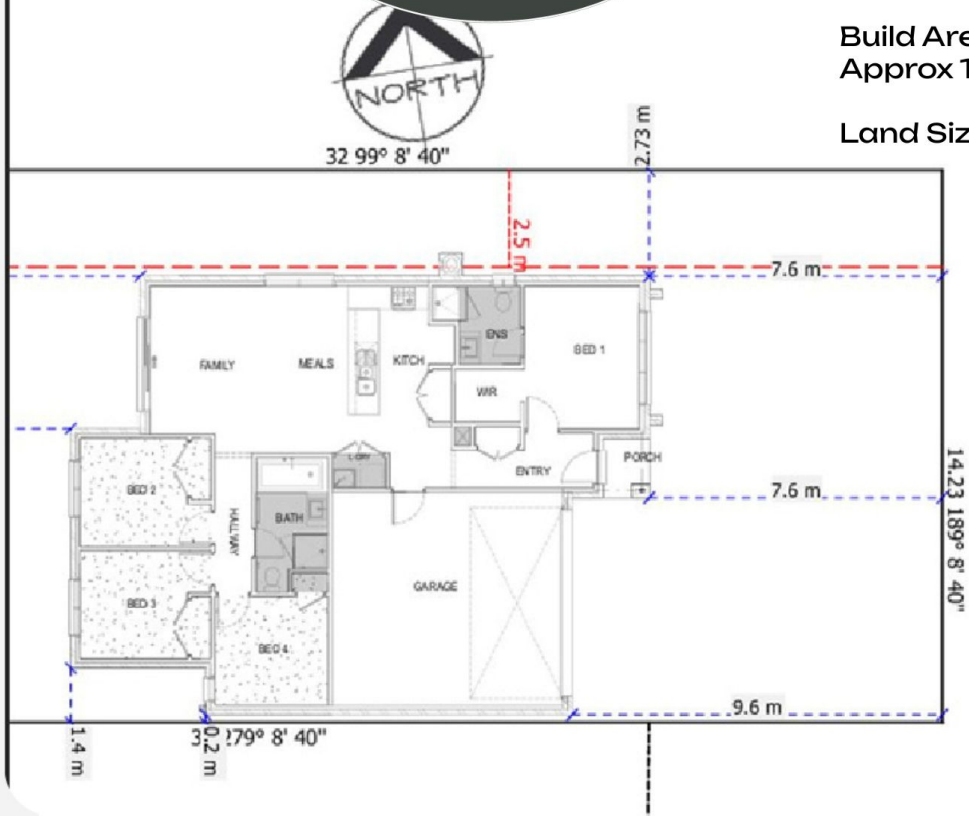 Build Are
Approx 1
Land Siz
NORTH
32 99° 8' 40"
2.73 m
2.5 m
7.6 m
ENS
BED 1
FAMILY
MEALS
KITCH
WIR
ENTRY
PORCH
L'DRY
BED 2
BATH
HALLWAY
7.6 m
14.23 189° 8' 40"
GARAGE
BED 3
BED 4
9.6 m
1.4 m
0.2 m
279° 8' 40"